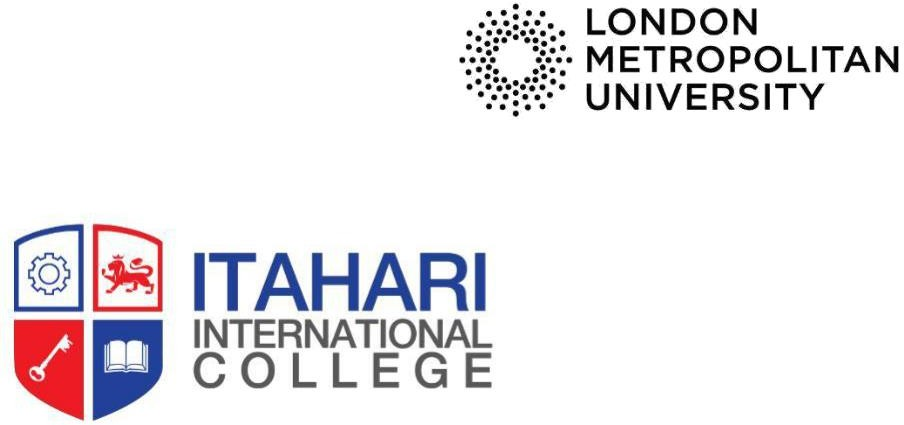 LONDON
METROPOLITAN
UNIVERSITY
ITAHARI
INTERNATIONAL
COLLEGE